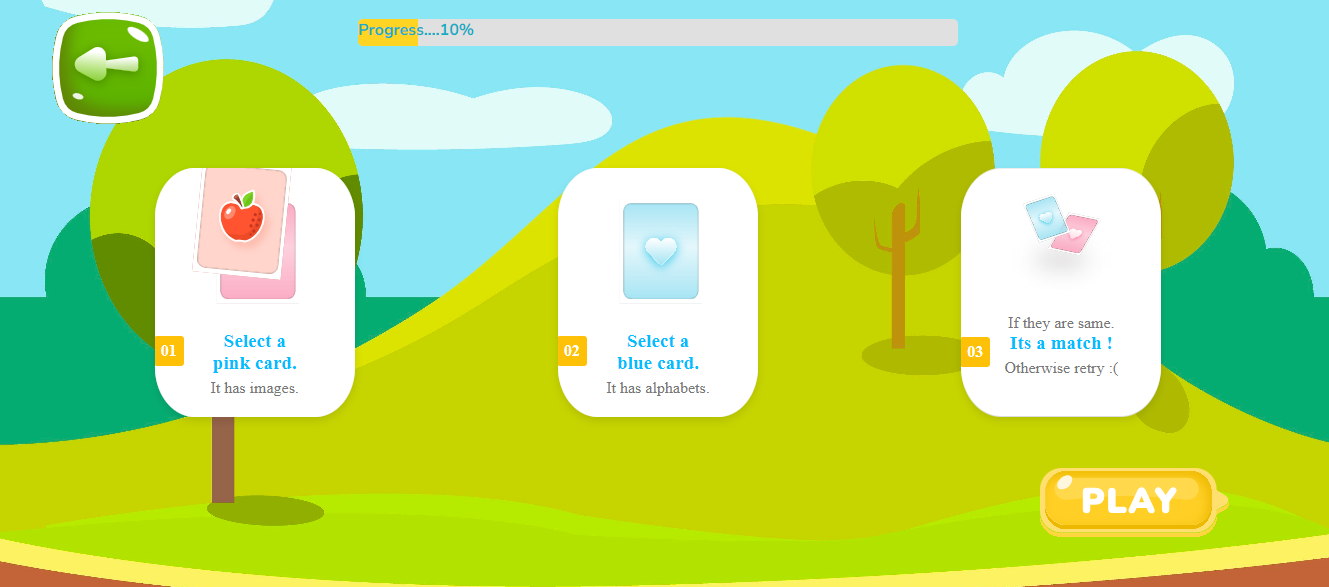 Progress....10%
01
Select a
pink card.
It has images.
02
Select a
blue card.
It has alphabets.
03
If they are same.
Its a match !
Otherwise retry :(
PLAY